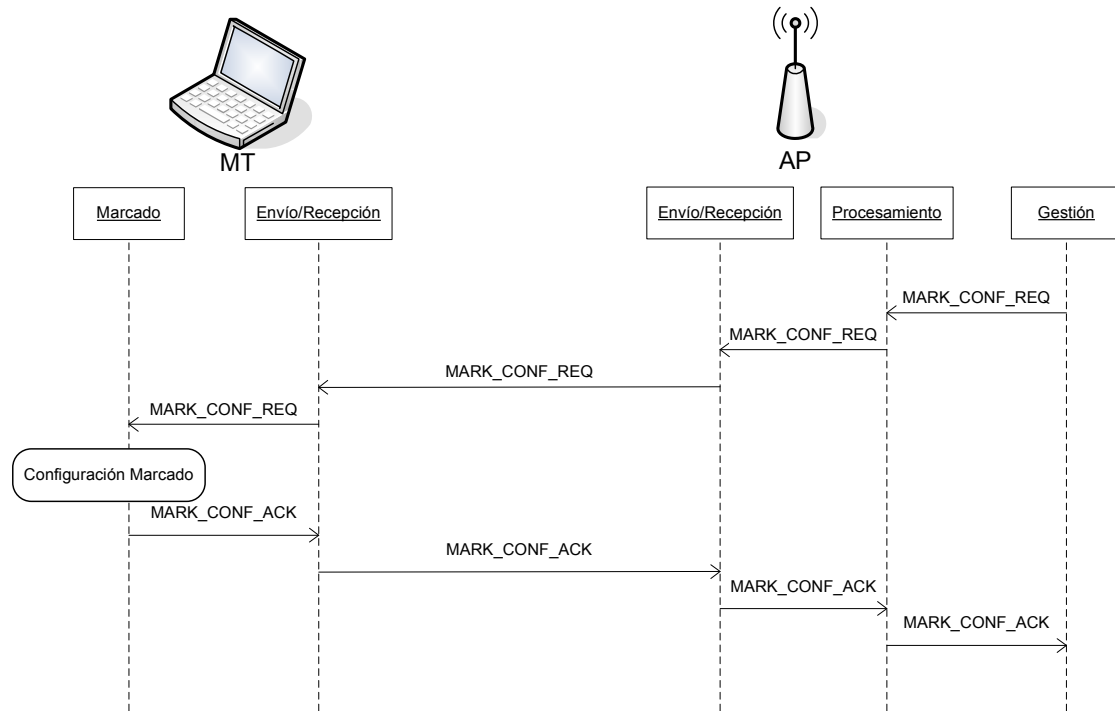 MT
AP
Marcado
Envío/Recepción
Envío/Recepción
Procesamiento
Gestión
MARK_CONF_REQ
MARK_CONF_REQ
MARK_CONF_REQ
MARK_CONF_REQ
Configuración Marcado
MARK_CONF_ACK
MARK_CONF_ACK
MARK_CONF_ACK
MARK_CONF_ACK